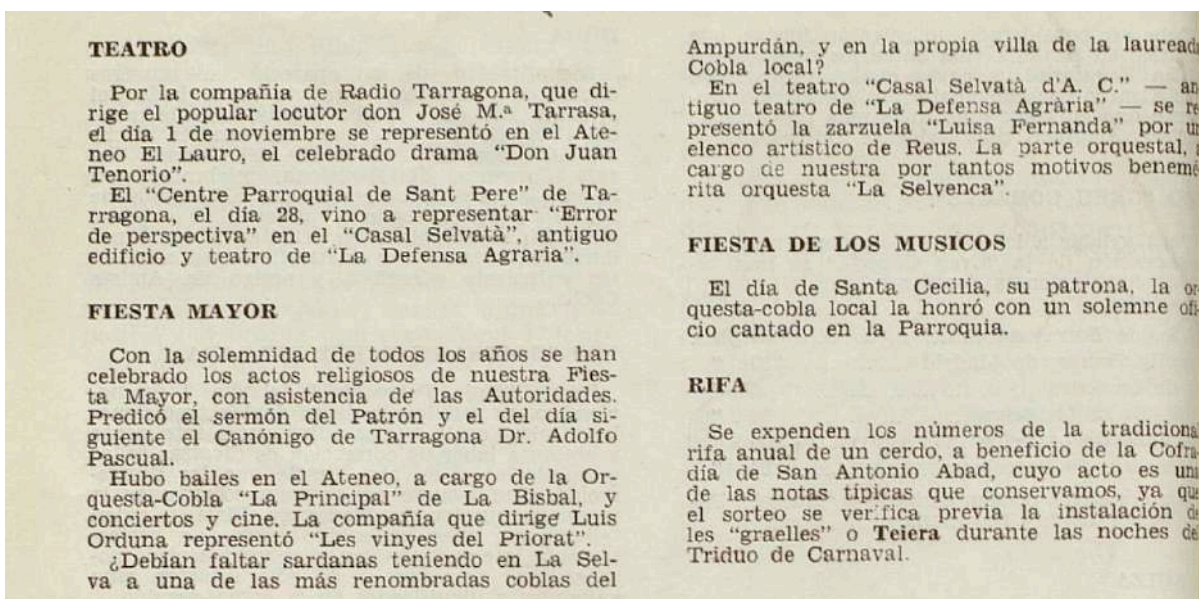 TEATRO
Por la compañía de Radio Tarragona, que di-
rige el popular locutor don José M.ª Tarrasa,
el día 1 de noviembre se representó en el Ate-
neo El Lauro, el celebrado drama “Don Juan
Tenorio”.
El “Centre Parroquial de Sant Pere” de Ta-
rragona, el día 28, vino a representar “Error
de perspectiva” en el “Casal Selvatà”, antiguo
edificio y teatro de “La Defensa Agraria”.
FIESTA MAYOR
Con la solemnidad de todos los años se han
celebrado los actos religiosos de nuestra Fies-
ta Mayor, con asistencia de las Autoridades.
Predicó el sermón del Patrón y el del día si-
guiente el Canónigo de Tarragona Dr. Adolfo
Pascual.
Hubo bailes en el Ateneo, a cargo de la Or-
questa-Cobla “La Principal” de La Bisbal, y
conciertos y cine. La compañía que dirige Luis
Orduna representó “Les vinyes del Priorat”.
¿Debian faltar sardanas teniendo en La Sel-
va a una de las más renombradas coblas del
Ampurdán, y en la propia villa de la
Cobla local?
En el teatro “Casal Selvatà d'A. C.” — an
tiguo teatro de “La Defensa Agrària” — se re
presentó la zarzuela “Luisa Fernanda” por
elenco artístico de Reus. La parte orquestal,
cargo de nuestra por tantos motivos benemé
rita orquesta “La Selvenca”.
FIESTA DE LOS MUSICOS
El día de Santa Cecilia, su patrona, la or
questa-cobla local la honró con un solemne ofi
cio cantado en la Parroquia.
RIFA
Se expenden los números de la tradicional
rifa anual de un cerdo, a beneficio de la Cofra
día de San Antonio Abad, cuyo acto es
de las notas típicas que conservamos, ya
el sorteo se verifica previa la instalación
les “graelles” o Teiera durante las noches
Triduo de Carnaval.